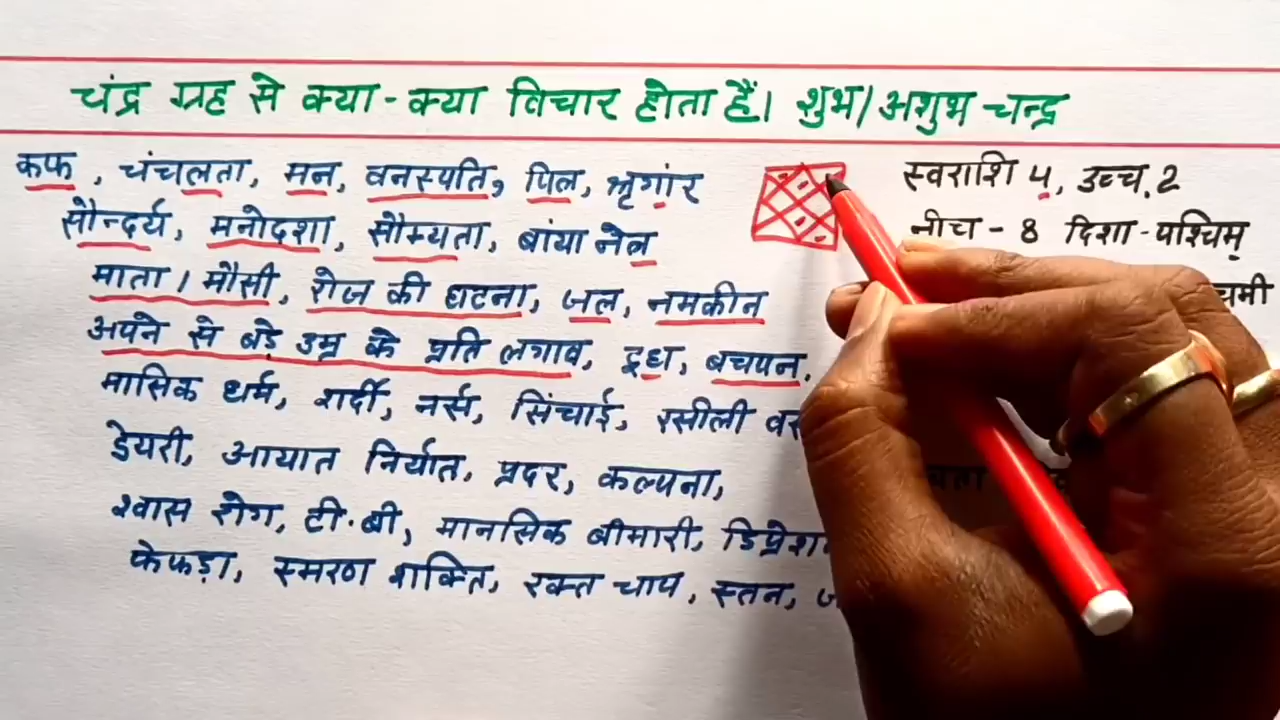 चंद्र ग्रह से क्या-क्या विचार होता हैं। शुभ/अशुभ चन्द्र
कफ, चंचलता, मन, वनस्पति, पित, श्रृगांर
सौन्दर्य, मनोदशा, सौम्यता, बांया नेत्र
माता। मौसी, रोज की घटना, जल, नमकीन
अपने से बड़े उम्र के प्रति लगाव, दूध, बचपन.
मासिक धर्म, शर्दी, नर्स, सिंचाई, रसीली
डेयरी, आयात निर्यात, प्रदर, कल्पना,
श्वास रोग, टी.बी, मानसिक बीमारी,
फेफड़ा, स्मरण शक्ति, रक्त चाप, स्तन,
स्वराशि 4, उच्च. 2
नीच - 8 दिशा-पश्चिम